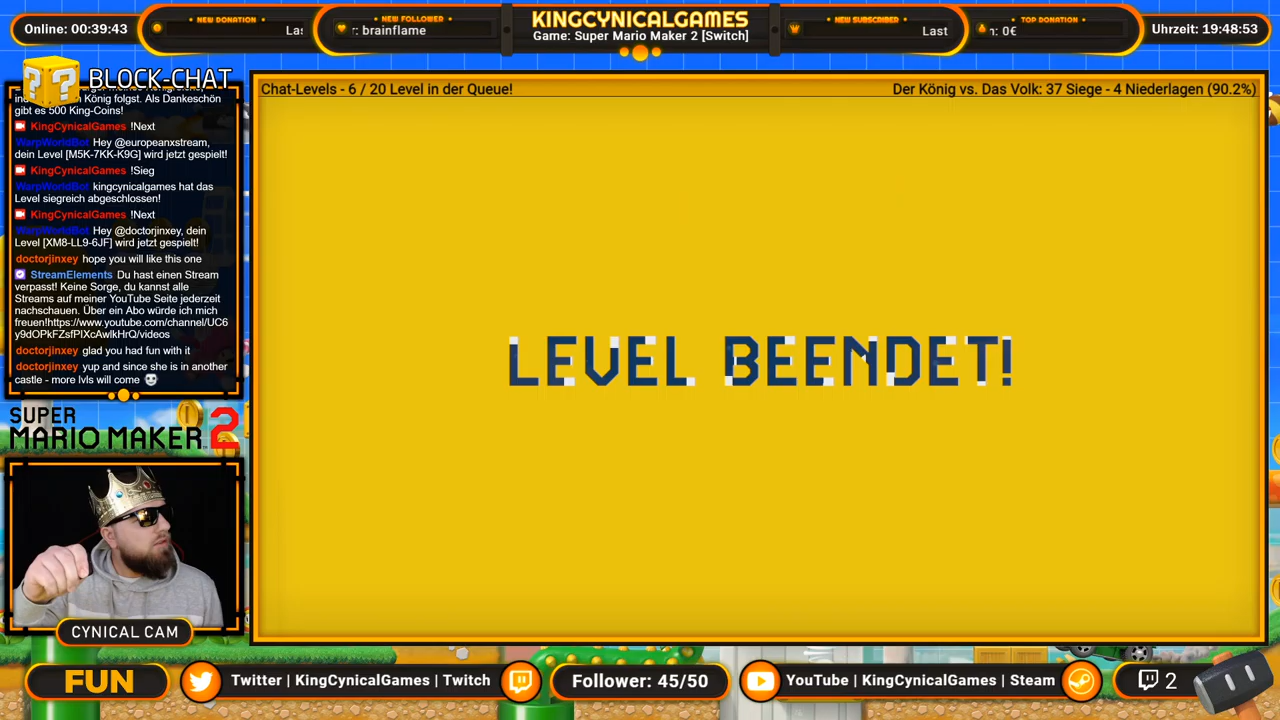 Online: 00:39:43
NEW DONATION
Las
NEW FOLLOWER
: brainflame
KINGCYNICALGAMES
Game: Super Mario Maker 2 [Switch]
NEW SUBSCRIBER
Last
TOP DONATION
: 0€
Uhrzeit: 19:48:53
BLOCK-CHAT
König folgst. Als Dankeschön
gibt es 500 King-Coins!
KingCynicalGames !Next
WarpWorldBot Hey @europeanxstream,
dein Level [M5K-7KK-K9G] wird jetzt gespielt!
KingCynicalGames !Sieg
WarpWorldBot kingcynicalgames hat das
Level siegreich abgeschlossen!
KingCynicalGames !Next
WarpWorldBot Hey @doctorjinxey, dein
Level [XM8-LL9-6JF] wird jetzt gespielt!
doctorjinxey hope you will like this one
StreamElements Du hast einen Stream
verpasst! Keine Sorge, du kannst alle
Streams auf meiner YouTube Seite jederzeit
nachschauen. Über ein Abo würde ich mich
freuen!https://www.youtube.com/channel/UC6
y9dOPkFZsfPIXcAwlkHrQ/videos
doctorjinxey glad you had fun with it
doctorjinxey yup and since she is in another
castle - more lvls will come
Chat-Levels - 6 / 20 Level in der Queue!
Der König vs. Das Volk: 37 Siege - 4 Niederlagen (90.2%)
LEVEL BEENDET!
SUPER
MARIO MAKER 2
CYNICAL CAM
FUN
Twitter | KingCynicalGames | Twitch
Follower: 45/50
YouTube | KingCynicalGames | Steam
2